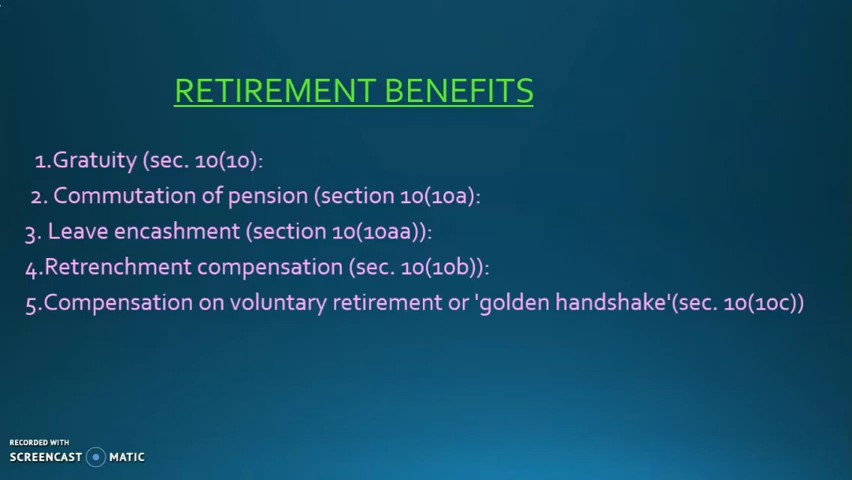 RETIREMENT BENEFITS
1.Gratuity (sec. 10(10):
2. Commutation of pension (section 10(10a):
3. Leave encashment (section 10(10aa)):
4.Retrenchment compensation (sec. 10(10b)):
5.Compensation on voluntary retirement or 'golden handshake'(sec. 10(10c))
RECORDED WITH
SCREENCAST MATIC